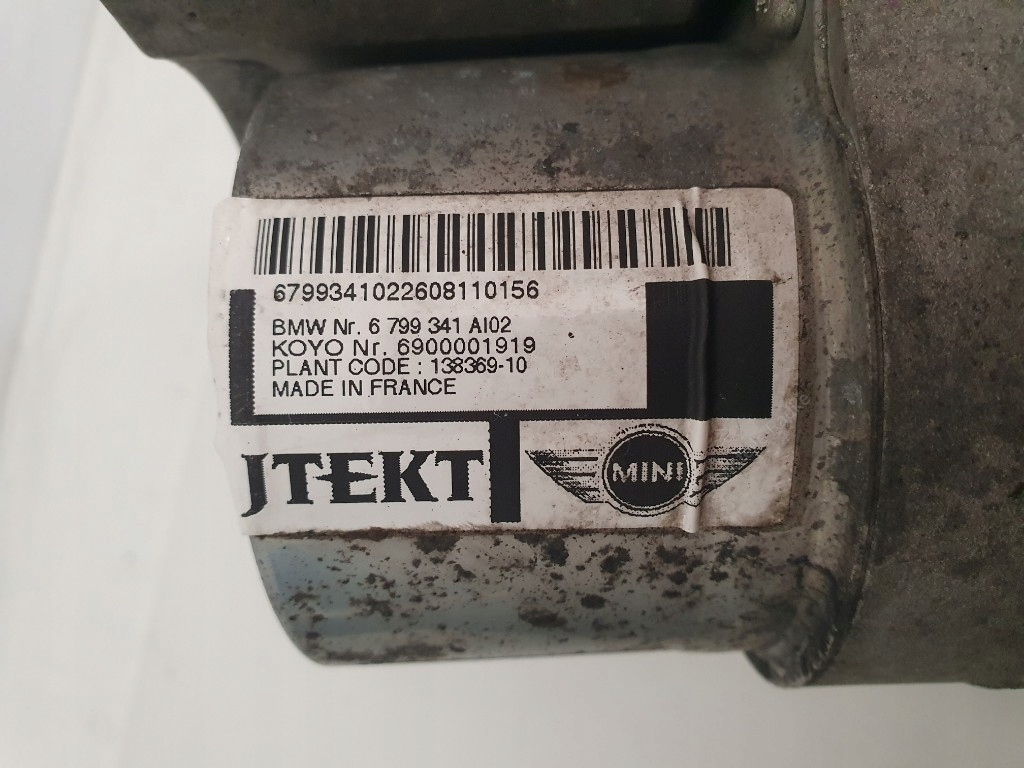 6799341022608110156
BMW Nr. 6 799 341 AI02
KOYO Nr. 6900001919
PLANT CODE : 138369-10
MADE IN FRANCE
JTEKT
MINI